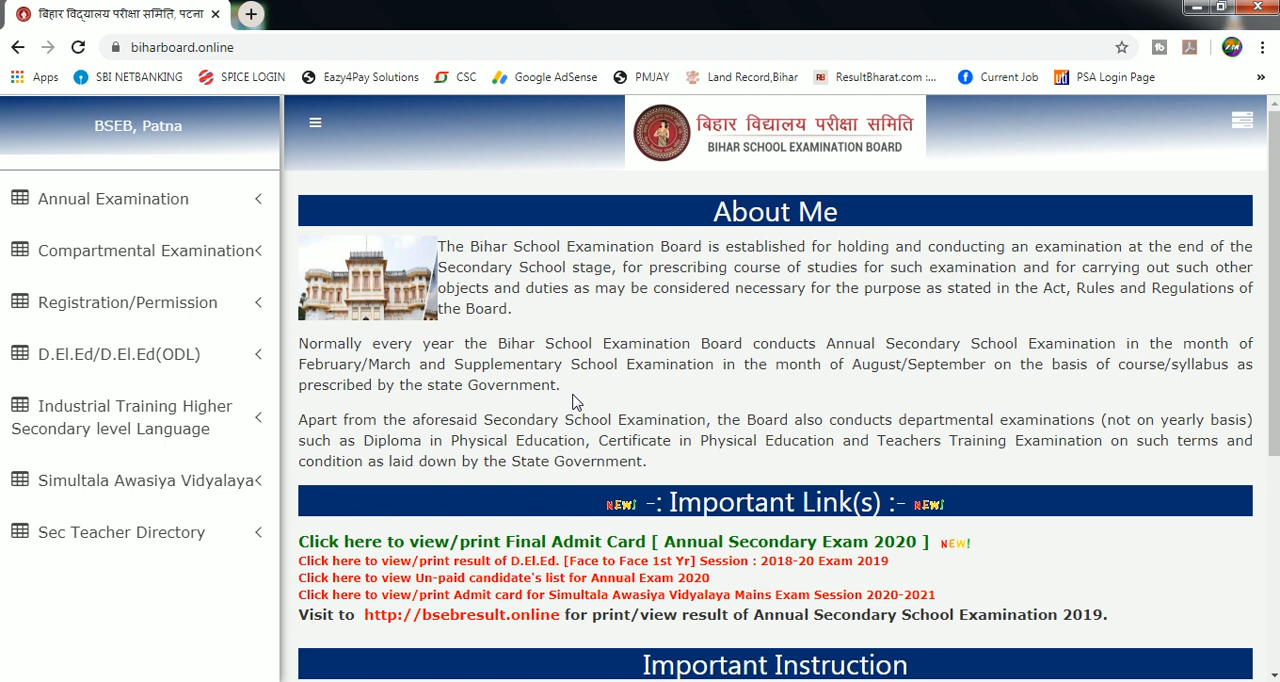 बिहार विद्यालय परीक्षा समिति, पटना
biharboard.online
Apps
SBI NETBANKING
SPICE LOGIN
Eazy4Pay Solutions
CSC
Google AdSense
PMJAY
Land Record,Bihar
ResultBharat.com :...
Current Job
PSA Login Page
»
BSEB, Patna
बिहार विद्यालय परीक्षा समिति
BIHAR SCHOOL EXAMINATION BOARD
Annual Examination
Compartmental Examination
Registration/Permission
D.El.Ed/D.El.Ed(ODL)
Industrial Training Higher
Secondary level Language
Simultala Awasiya Vidyalaya
Sec Teacher Directory
About Me
The Bihar School Examination Board is established for holding and conducting an examination at the end of the
Secondary School stage, for prescribing course of studies for such examination and for carrying out such other
objects and duties as may be considered necessary for the purpose as stated in the Act, Rules and Regulations of
the Board.
Normally every year the Bihar School Examination Board conducts Annual Secondary School Examination in the month of
February/March and Supplementary School Examination in the month of August/September on the basis of course/syllabus as
prescribed by the state Government.
Apart from the aforesaid Secondary School Examination, the Board also conducts departmental examinations (not on yearly basis)
such as Diploma in Physical Education, Certificate in Physical Education and Teachers Training Examination on such terms and
condition as laid down by the State Government.
NEW! -: Important Link(s) :- NEW!
Click here to view/print Final Admit Card [ Annual Secondary Exam 2020 ] NEW!
Click here to view/print result of D.El.Ed. [Face to Face 1st Yr] Session : 2018-20 Exam 2019
Click here to view Un-paid candidate's list for Annual Exam 2020
Click here to view/print Admit card for Simultala Awasiya Vidyalaya Mains Exam Session 2020-2021
Visit to http://bsebresult.online for print/view result of Annual Secondary School Examination 2019.
Important Instruction